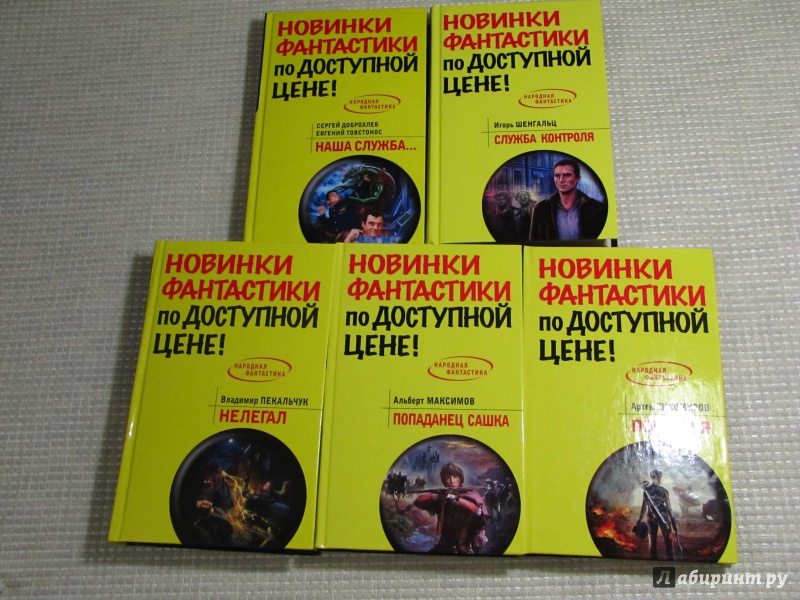 НОВИНКИ
ФАНТАСТИКИ
по ДОСТУПНОЙ
ЦЕНЕ!
НАРОДНАЯ
ФАНТАСТИКА
СЕРГЕЙ ДОБРОХЛЕБ
ЕВГЕНИЙ ТОВСТОНОС
НАША СЛУЖБА...
НОВИНКИ
ФАНТАСТИКИ
по ДОСТУПНОЙ
ЦЕНЕ!
НАРОДНАЯ
ФАНТАСТИКА
Игорь ШЕНГАЛЬЦ
СЛУЖБА КОНТРОЛЯ
НОВИНКИ
ФАНТАСТИКИ
по ДОСТУПНОЙ
ЦЕНЕ!
НАРОДНАЯ
ФАНТАСТИКА
Владимир ПЕКАЛЬЧУК
НЕЛЕГАЛ
НОВИНКИ
ФАНТАСТИКИ
по ДОСТУПНОЙ
ЦЕНЕ!
НАРОДНАЯ
ФАНТАСТИКА
Альберт МАКСИМОВ
ПОПАДАНЕЦ САШКА
НОВИНКИ
ФАНТАСТИКИ
по ДОСТУПНОЙ
ЦЕНЕ!
НАРОДНАЯ
ФАНТАСТИКА
Лабиринт.ру